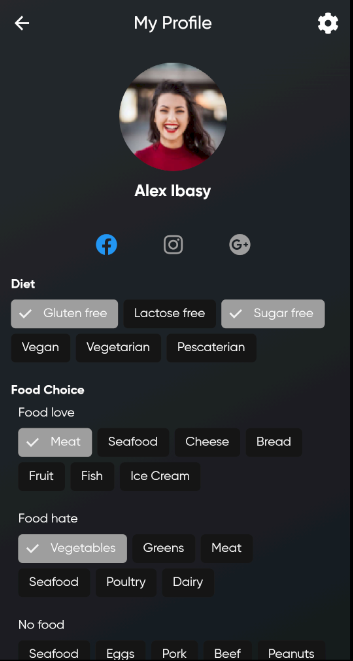 My Profile
Alex Ibasy
Diet
Gluten free Lactose free Sugar free
Vegan Vegetarian Pescaterian
Food Choice
Food love
Meat Seafood Cheese Bread
Fruit Fish Ice Cream
Food hate
Vegetables Greens Meat
Seafood Poultry Dairy
No food
Seafood Eggs Pork Beef Peanuts